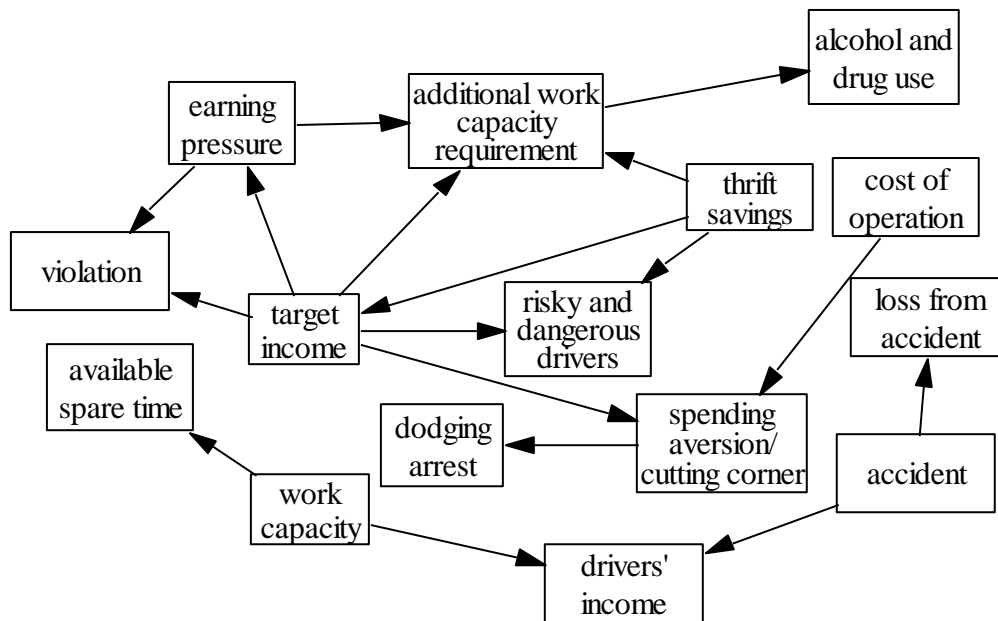 alcohol and
drug use
earning
pressure
additional work
capacity
requirement
thrift
savings
cost of
operation
violation
target
income
risky and
dangerous
drivers
loss from
accident
available
spare time
dodging
arrest
spending
aversion/
cutting corner
accident
work
capacity
drivers'
income